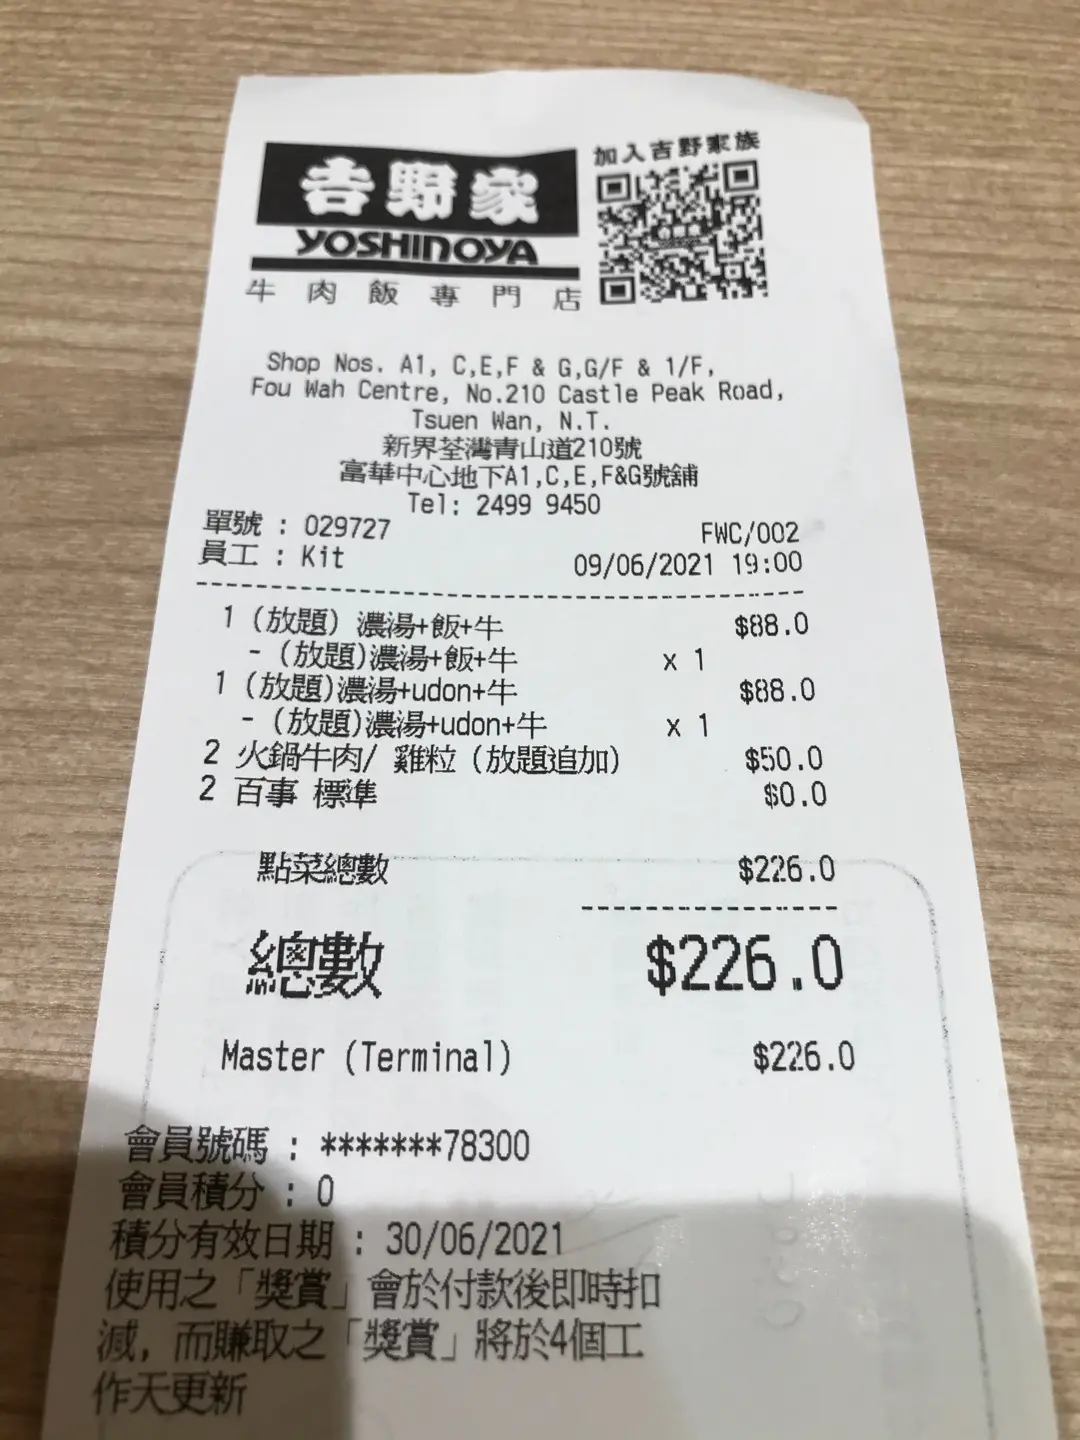 吉野家
YOSHINOYA
牛肉飯專門店
加入吉野家族
Shop Nos. A1, C,E,F & G,G/F & 1/F,
Fou Wah Centre, No.210 Castle Peak Road,
Tsuen Wan, N.T.
新界荃灣青山道210號
富華中心地下A1,C,E,F&G號舖
Tel: 2499 9450
單號 : 029727 FWC/002
員工 : Kit 09/06/2021 19:00
1 (放題) 濃湯+飯+牛 $88.0
- (放題)濃湯+飯+牛 x 1
1 (放題)濃湯+udon+牛 $88.0
- (放題)濃湯+udon+牛 x 1
2 火鍋牛肉/ 雞粒 (放題追加) $50.0
2 百事 標準 $0.0
點菜總數 $226.0
總數 $226.0
Master (Terminal) $226.0
會員號碼 : *******78300
會員積分 : 0
積分有效日期 : 30/06/2021
使用之「獎賞」會於付款後即時扣
減, 而賺取之「獎賞」將於4個工
作天更新